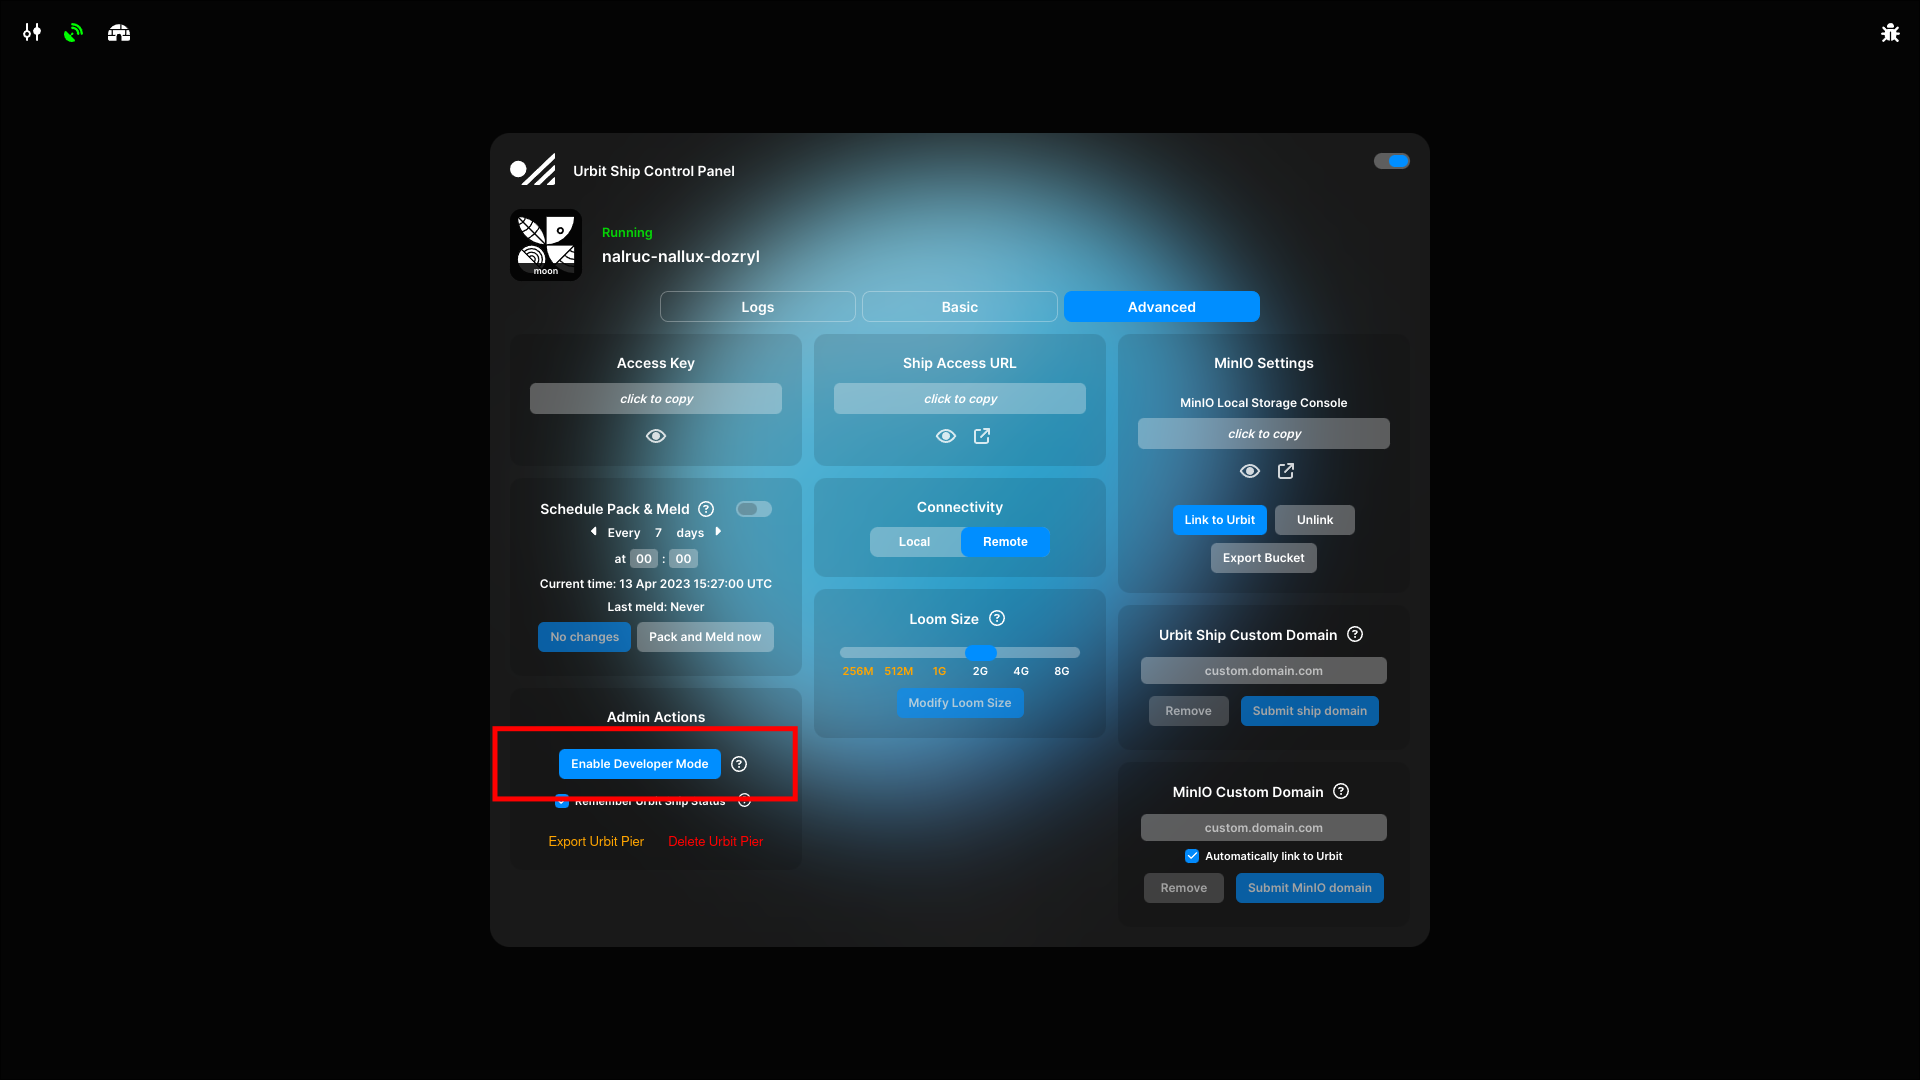 Urbit Ship Control Panel
moon
Running
nalruc-nallux-dozryl
Logs
Basic
Advanced
Access Key
click to copy
Schedule Pack & Meld
Every 7 days
at 00 : 00
Current time: 13 Apr 2023 15:27:00 UTC
Last meld: Never
No changes
Pack and Meld now
Admin Actions
Enable Developer Mode
Remember Urbit Ship Status
Export Urbit Pier
Delete Urbit Pier
Ship Access URL
click to copy
Connectivity
Local
Remote
Loom Size
256M 512M 1G 2G 4G 8G
Modify Loom Size
MinIO Settings
MinIO Local Storage Console
click to copy
Link to Urbit
Unlink
Export Bucket
Urbit Ship Custom Domain
custom.domain.com
Remove
Submit ship domain
MinIO Custom Domain
custom.domain.com
Automatically link to Urbit
Remove
Submit MinIO domain